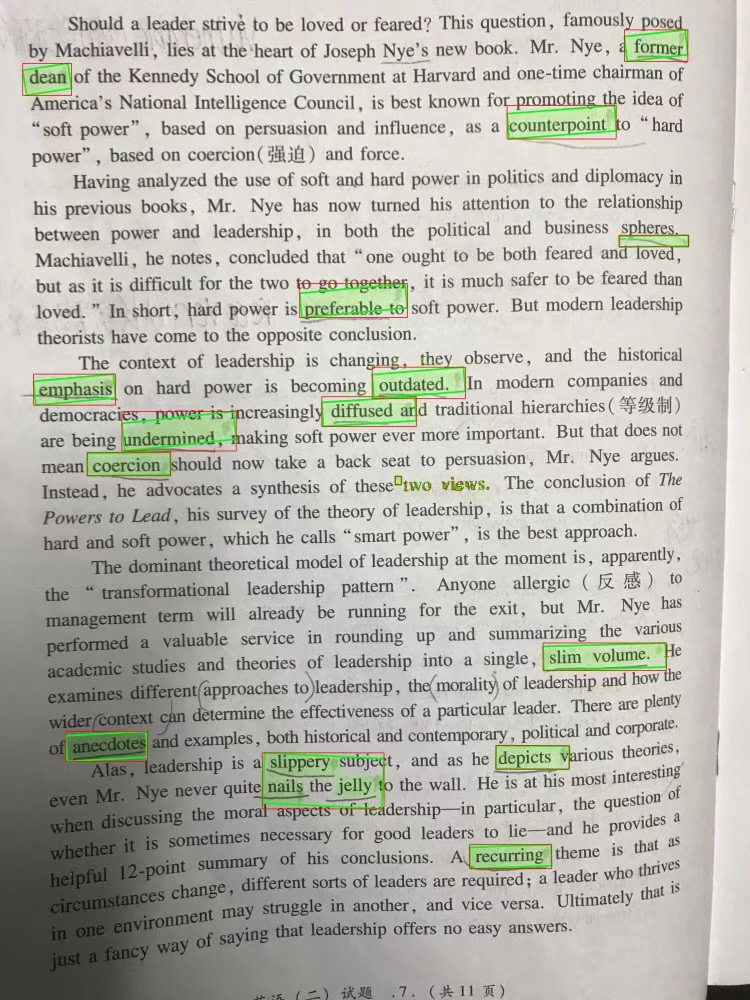 Should a leader strive to be loved or feared? This question, famously posed
by Machiavelli, lies at the heart of Joseph Nye's new book. Mr. Nye, a former
dean of the Kennedy School of Government at Harvard and one-time chairman of
America's National Intelligence Council, is best known for promoting the idea of
“soft power”, based on persuasion and influence, as a counterpoint to “hard
power”, based on coercion(强迫) and force.
Having analyzed the use of soft and hard power in politics and diplomacy in
his previous books, Mr. Nye has now turned his attention to the relationship
between power and leadership, in both the political and business spheres.
Machiavelli, he notes, concluded that “one ought to be both feared and loved,
but as it is difficult for the two to go together, it is much safer to be feared than
loved.” In short, hard power is preferable to soft power. But modern leadership
theorists have come to the opposite conclusion.
The context of leadership is changing, they observe, and the historical
emphasis on hard power is becoming outdated. In modern companies and
democracies, power is increasingly diffused and traditional hierarchies(等级制)
are being undermined, making soft power ever more important. But that does not
mean coercion should now take a back seat to persuasion, Mr. Nye argues.
Instead, he advocates a synthesis of these two views. The conclusion of The
Powers to Lead, his survey of the theory of leadership, is that a combination of
hard and soft power, which he calls “smart power”, is the best approach.
The dominant theoretical model of leadership at the moment is, apparently,
the “transformational leadership pattern”. Anyone allergic (反感) to
management term will already be running for the exit, but Mr. Nye has
performed a valuable service in rounding up and summarizing the various
academic studies and theories of leadership into a single, slim volume. He
examines different approaches to leadership, the morality of leadership and how the
wider context can determine the effectiveness of a particular leader. There are plenty
of anecdotes and examples, both historical and contemporary, political and corporate.
Alas, leadership is a slippery subject, and as he depicts various theories,
even Mr. Nye never quite nails the jelly to the wall. He is at his most interesting
when discussing the moral aspects of leadership—in particular, the question of
whether it is sometimes necessary for good leaders to lie—and he provides a
helpful 12-point summary of his conclusions. A recurring theme is that as
circumstances change, different sorts of leaders are required; a leader who thrives
in one environment may struggle in another, and vice versa. Ultimately that is
just a fancy way of saying that leadership offers no easy answers.
英语(二)试题 .7. (共11页)